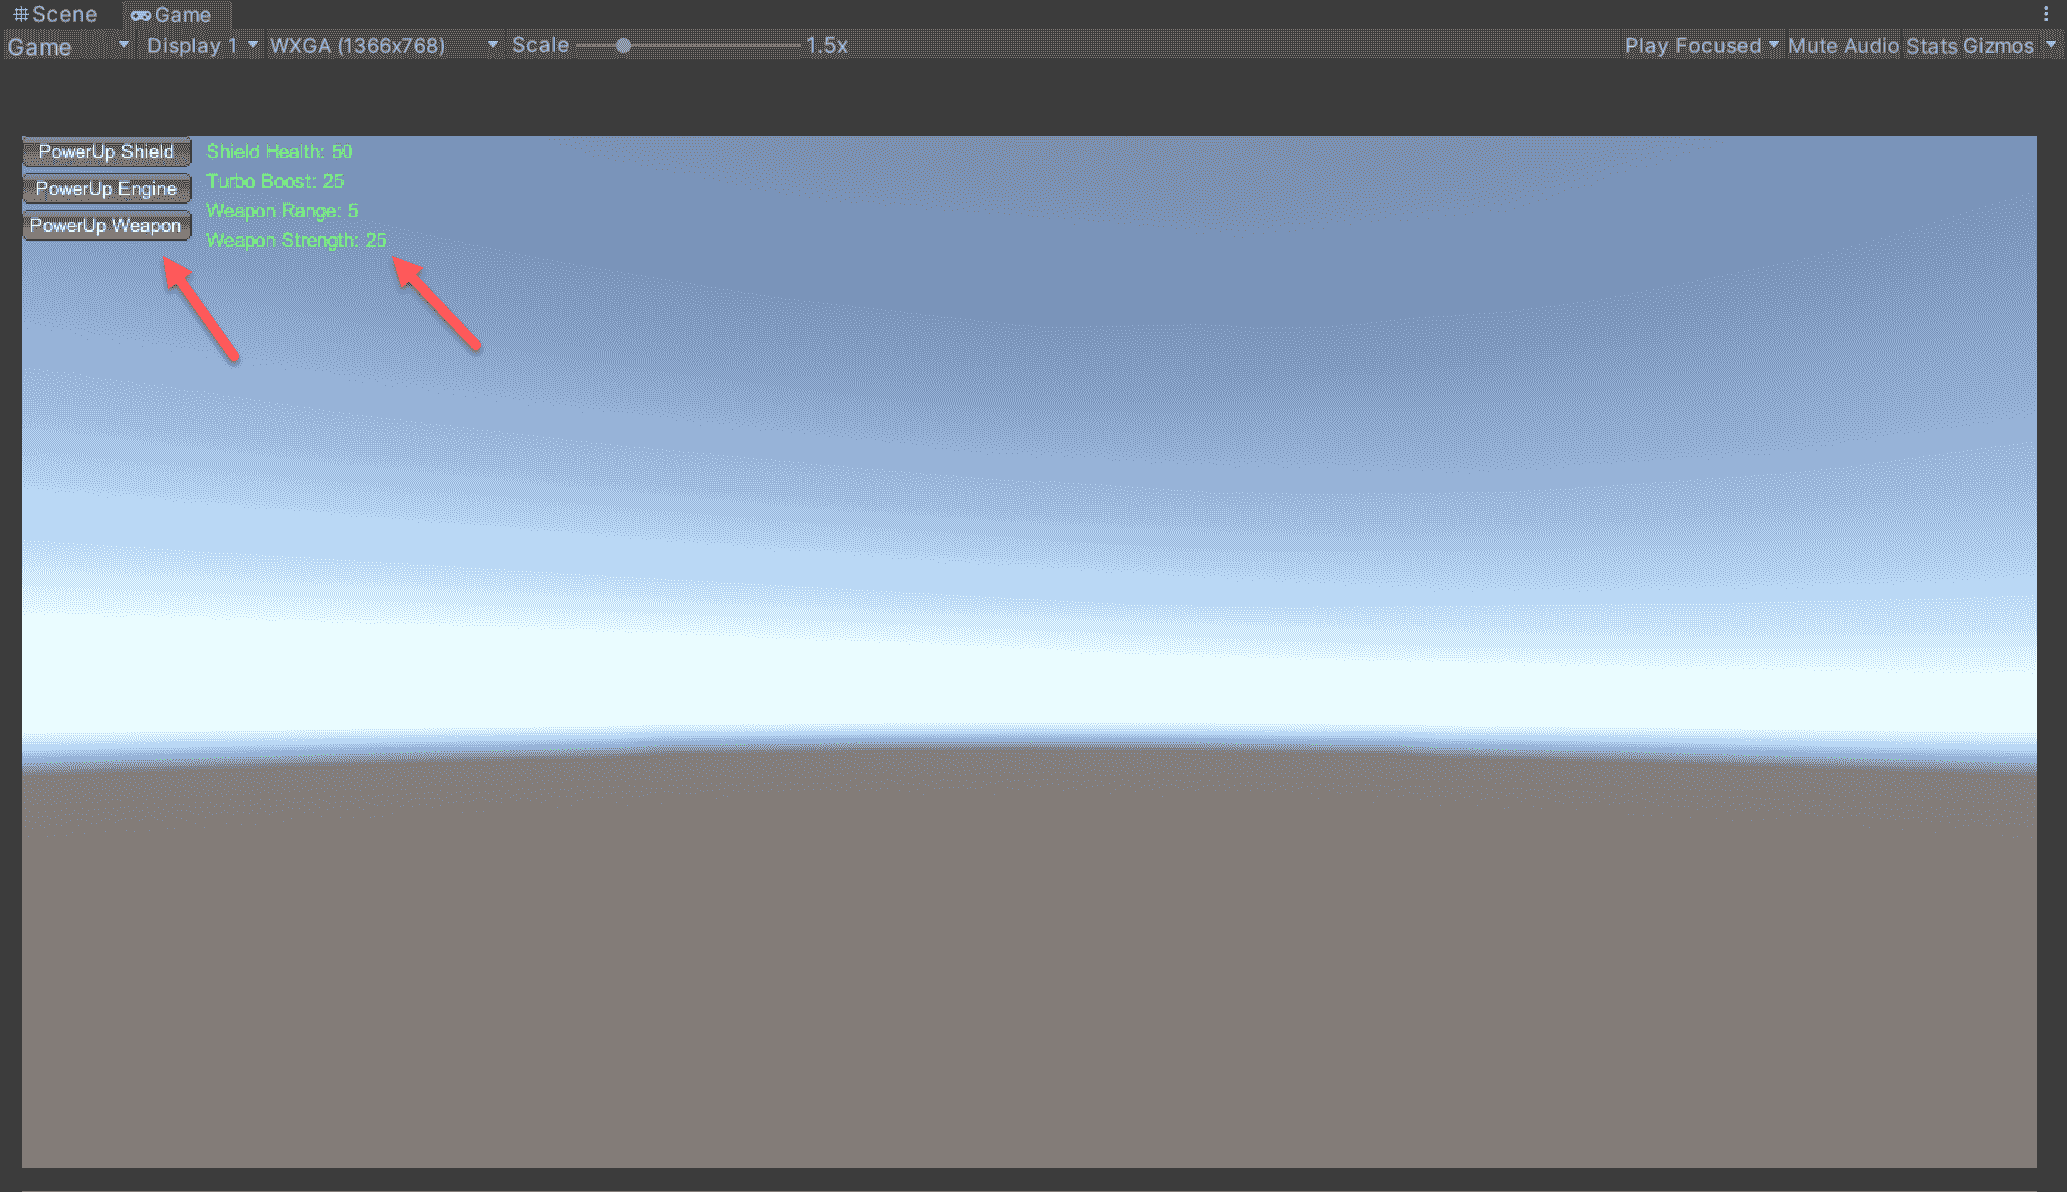 Scene Game
Game Display 1 WXGA (1366x768) Scale 1.5x Play Focused Mute Audio Stats Gizmos
PowerUp Shield
PowerUp Engine
PowerUp Weapon
Shield Health: 50
Turbo Boost: 25
Weapon Range: 5
Weapon Strength: 25